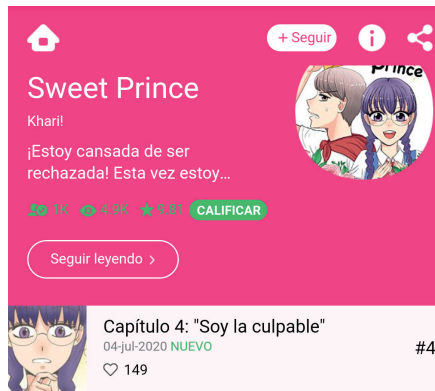 + Seguir
Prince
Sweet Prince
Khari!
¡Estoy cansada de ser
rechazada! Esta vez estoy...
1K 4.9K 9.81 CALIFICAR
Seguir leyendo >
Capítulo 4: "Soy la culpable"
04-jul-2020 NUEVO
#4
149